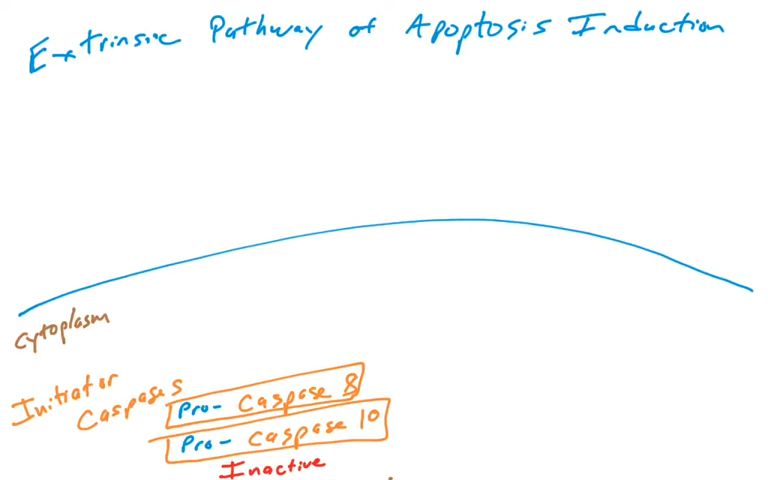 Extrinsic Pathway of Apoptosis Induction
Cytoplasm
Initiator
Caspases
Pro- Caspase 8
Pro- Caspase 10
Inactive